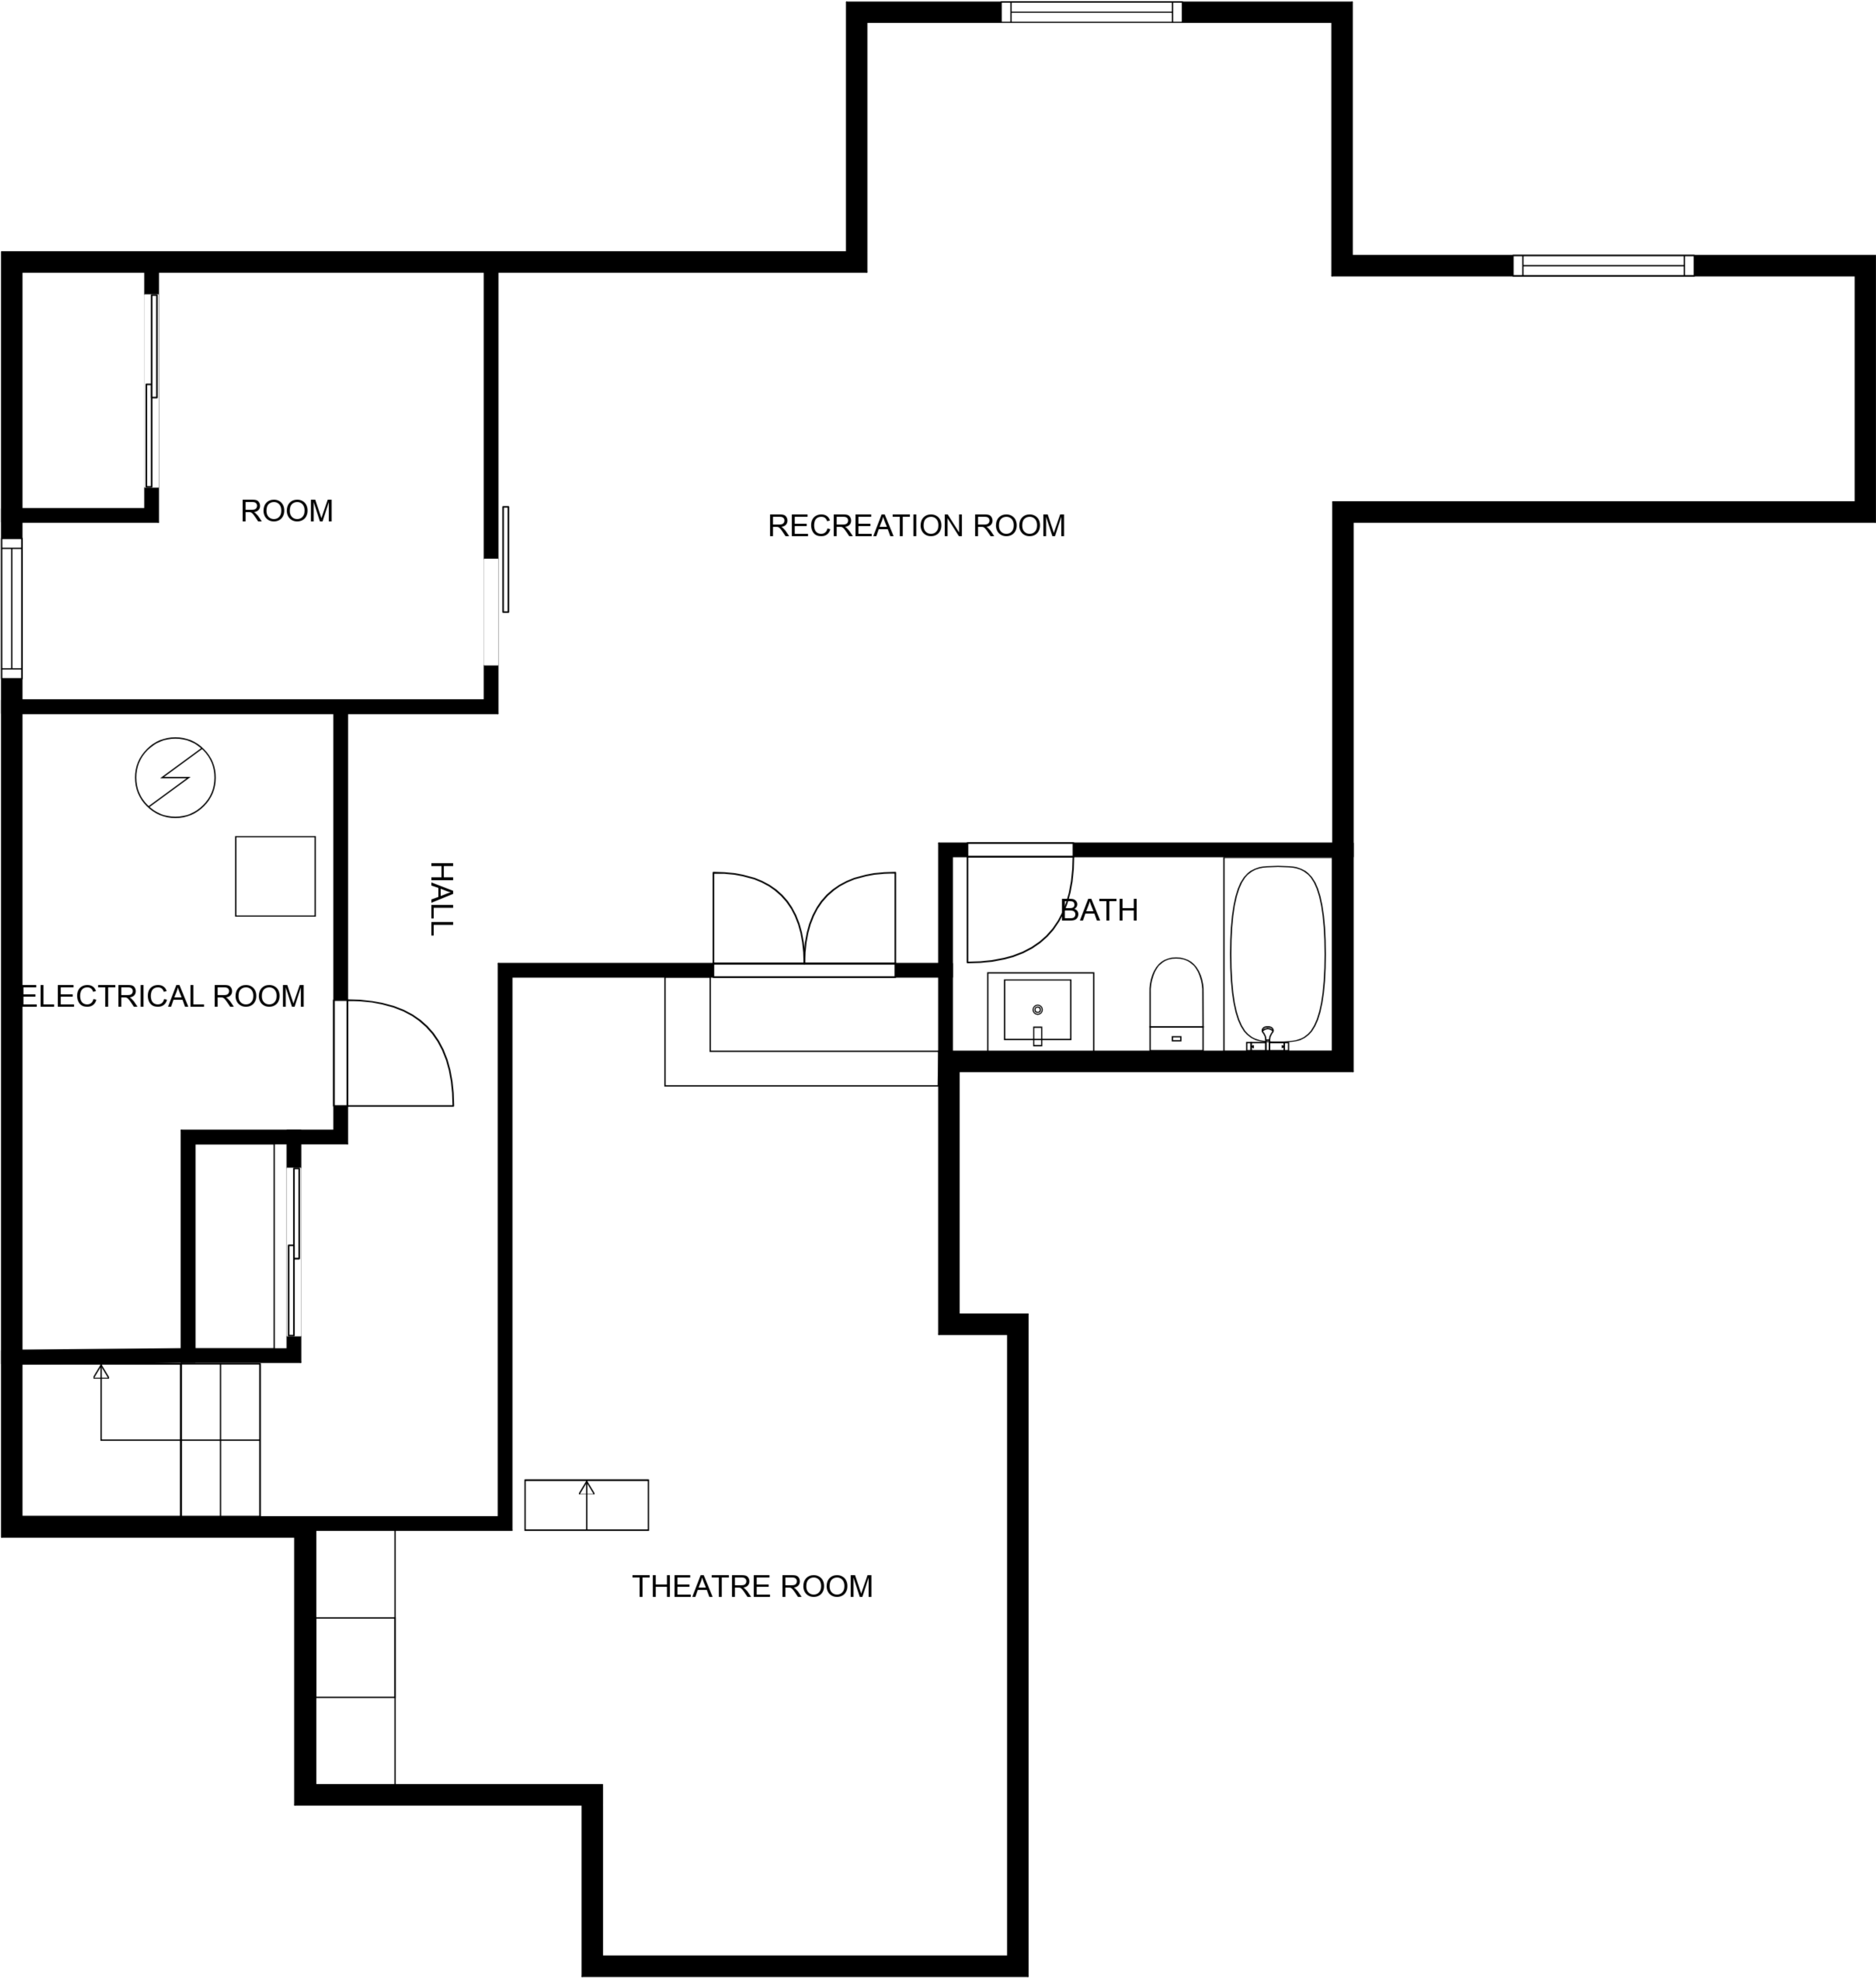 ROOM
RECREATION ROOM
HALL
BATH
ELECTRICAL ROOM
THEATRE ROOM